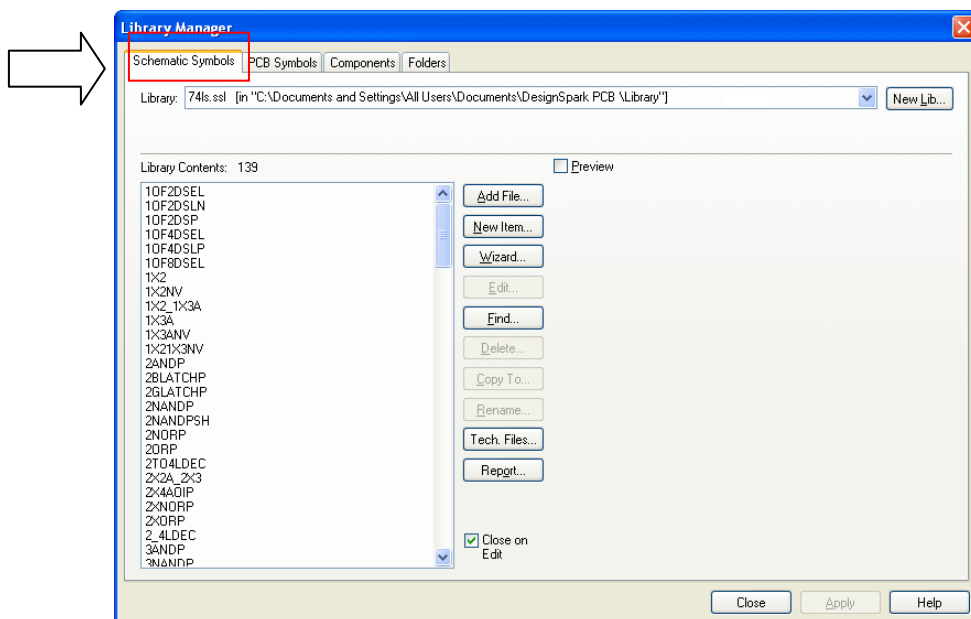 Library Manager
Schematic Symbols PCB Symbols Components Folders
Library: 74ls.ssl [in "C:\Documents and Settings\All Users\Documents\DesignSpark PCB \Library"] New Lib...
Library Contents: 139 Preview
1OF2DSEL
1OF2DSLN
1OF2DSP
1OF4DSEL
1OF4DSLP
1OF8DSEL
1X2
1X2NV
1X2_1X3A
1X3A
1X3ANV
1X21X3NV
2ANDP
2BLATCHP
2GLATCHP
2NANDP
2NANDPSH
2NORP
2ORP
2TO4LDEC
2X2A_2X3
2X4AOIP
2XNORP
2XORP
2_4LDEC
3ANDP
3NANDP
Add File...
New Item...
Wizard...
Edit...
Find...
Delete...
Copy To...
Rename...
Tech. Files...
Report...
Close on
Edit
Close Apply Help